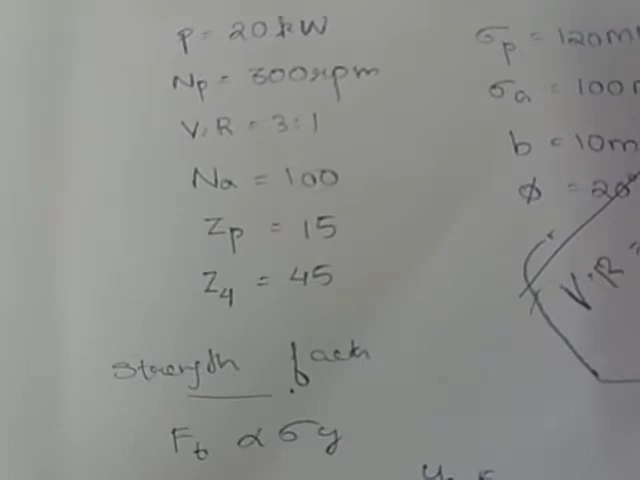 P = 20 kW
Np = 300 rpm
V.R = 3:1
Na = 100
Zp = 15
Z4 = 45
Strength factn
Fb α σy
σp = 120m
σa = 100
b = 10m
ϕ = 20°
V.R =